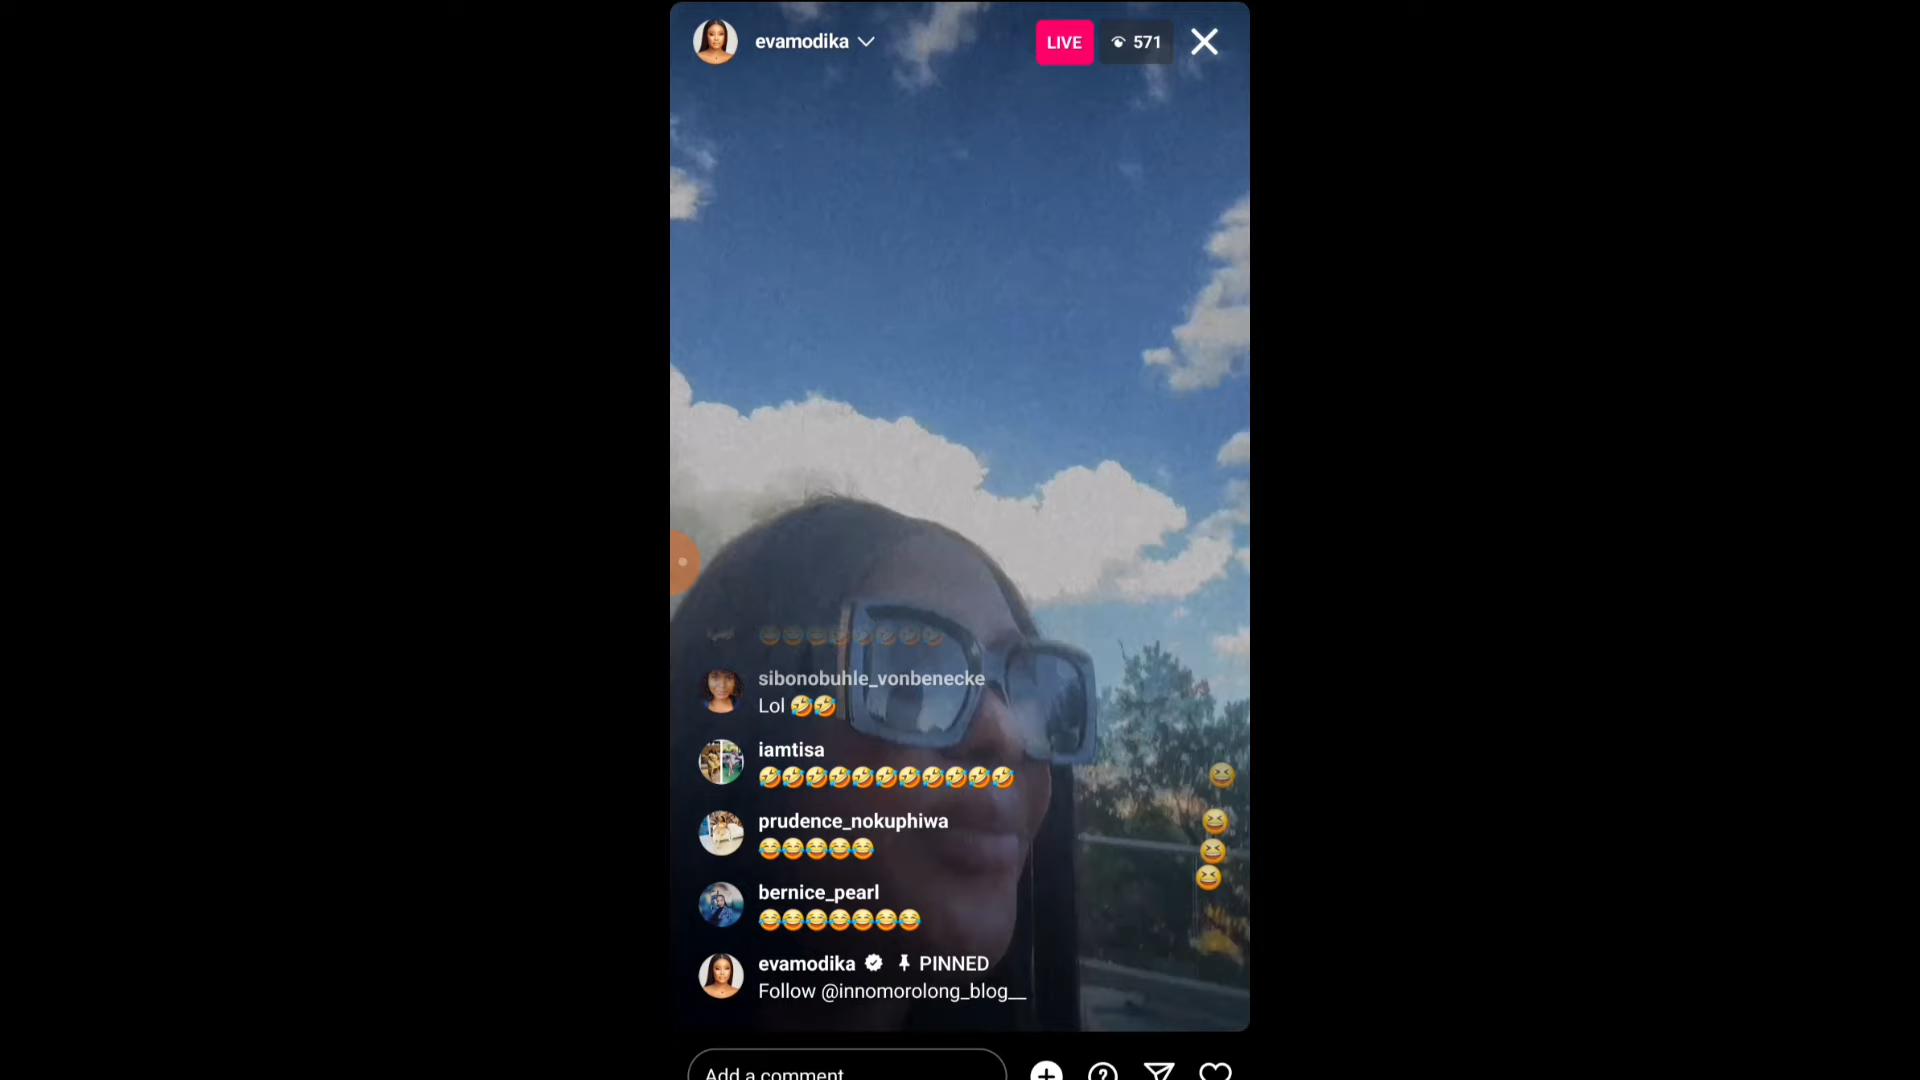 evamodika
LIVE
571
sibonobuhle_vonbenecke
Lol 🤣🤣
iamtisa
🤣🤣🤣🤣🤣🤣🤣🤣🤣🤣🤣
prudence_nokuphiwa
😂😂😂😂😂
bernice_pearl
😂😂😂😂😂😂😂
evamodika PINNED
Follow @innomorolong_blog__
Add a comment